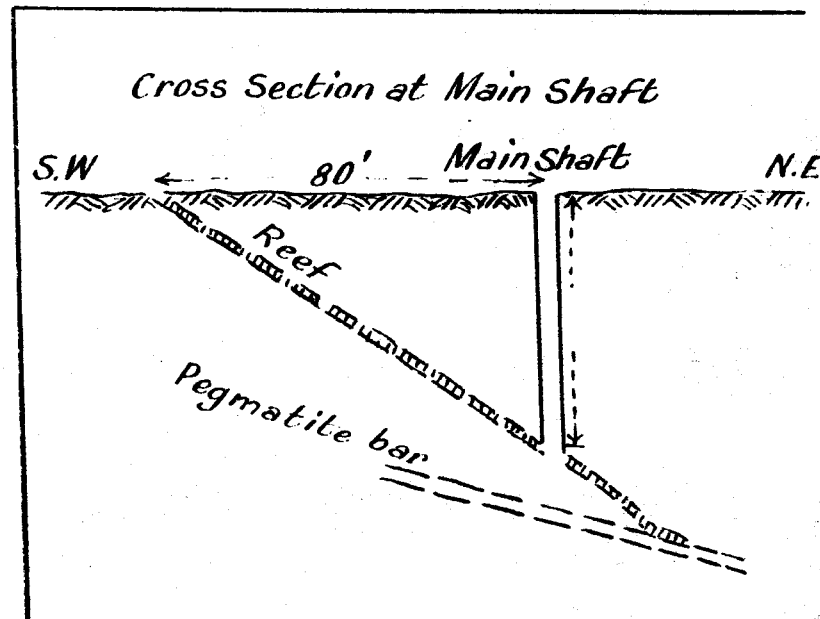 Cross Section at Main Shaft
S.W 80' Main Shaft N.E
Reef
Pegmatite bar